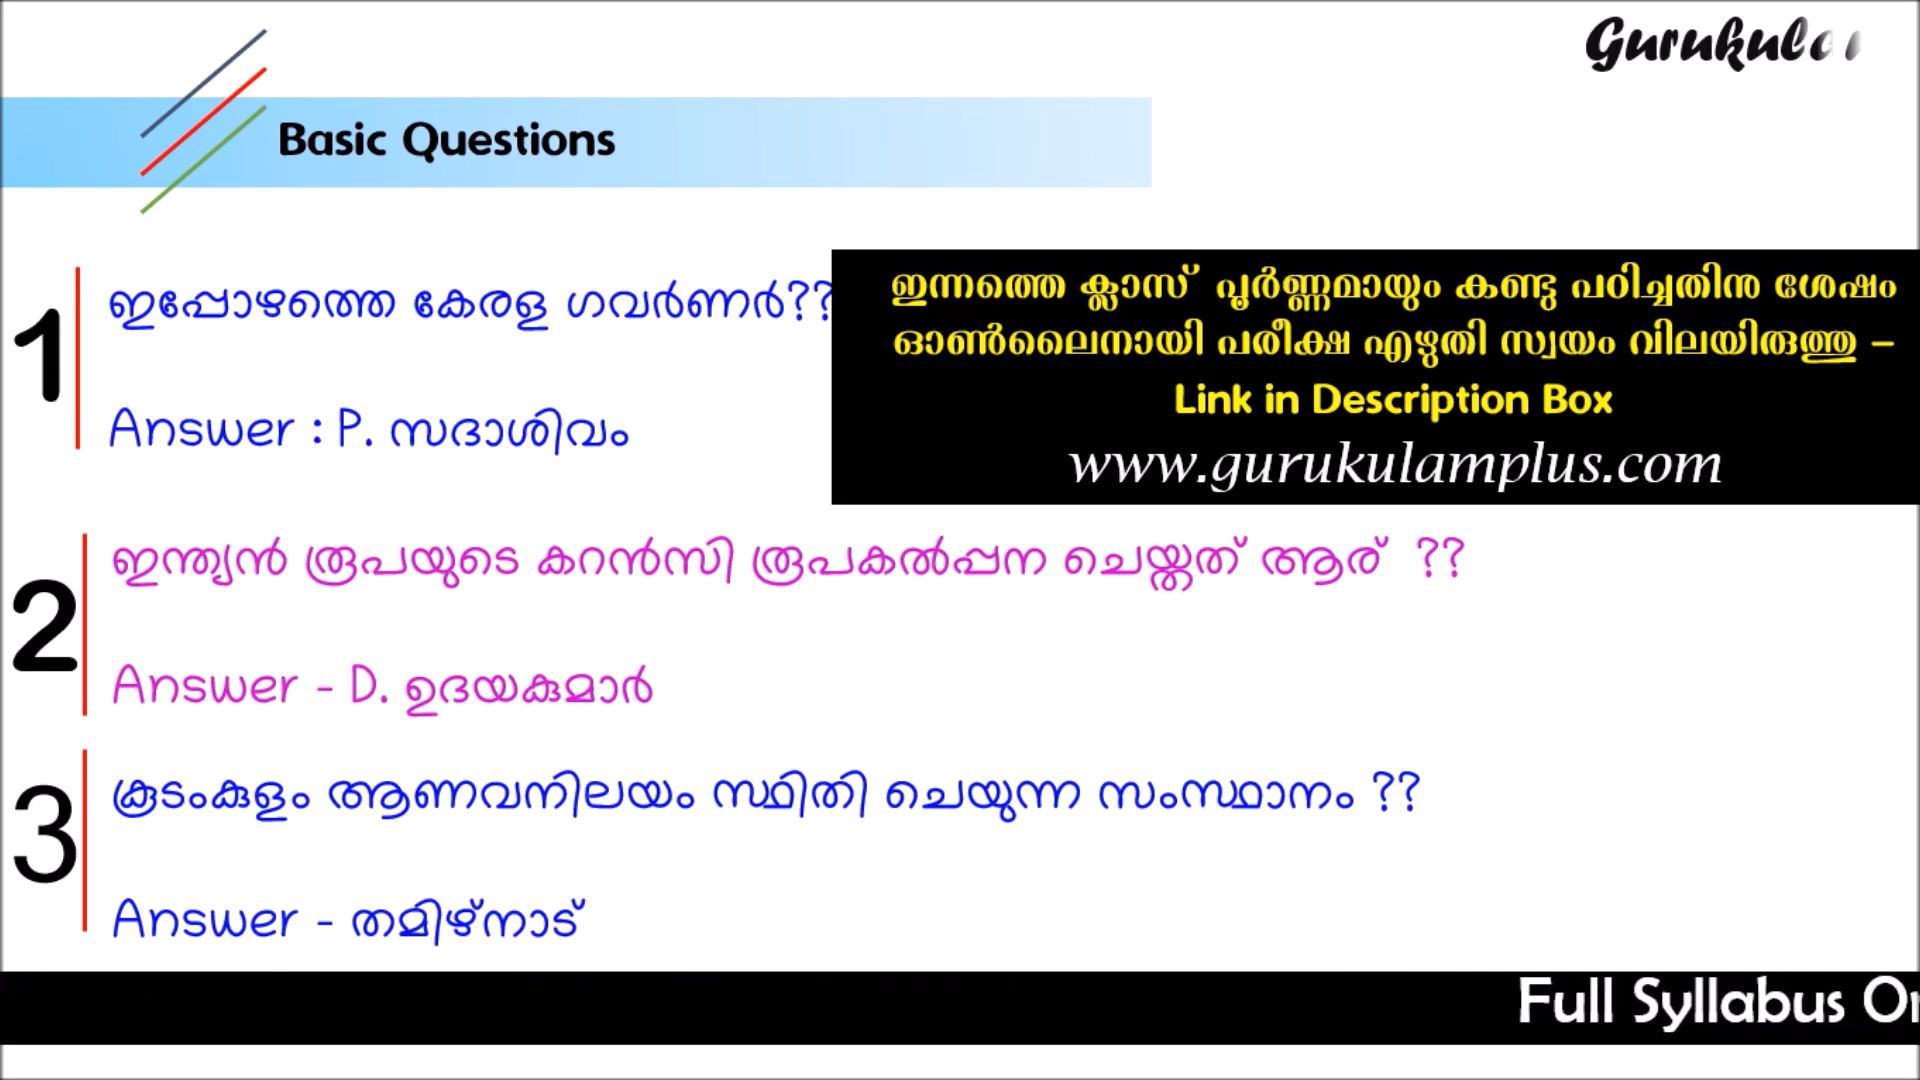 Basic Questions
1
ഇപ്പോഴത്തെ കേരള ഗവർണർ??
Answer : P. സദാശിവം
ഇന്നത്തെ ക്ലാസ് പൂർണ്ണമായും കണ്ടു പഠിച്ചതിനു ശേഷം
ഓൺലൈനായി പരീക്ഷ എഴുതി സ്വയം വിലയിരുത്തു –
Link in Description Box
www.gurukulamplus.com
2
ഇന്ത്യൻ രൂപയുടെ കറൻസി രൂപകൽപ്പന ചെയ്തത് ആര് ??
Answer - D. ഉദയകുമാർ
3
കൂടംകുളം ആണവനിലയം സ്ഥിതി ചെയുന്ന സംസ്ഥാനം ??
Answer - തമിഴ്നാട്
Full Syllabus